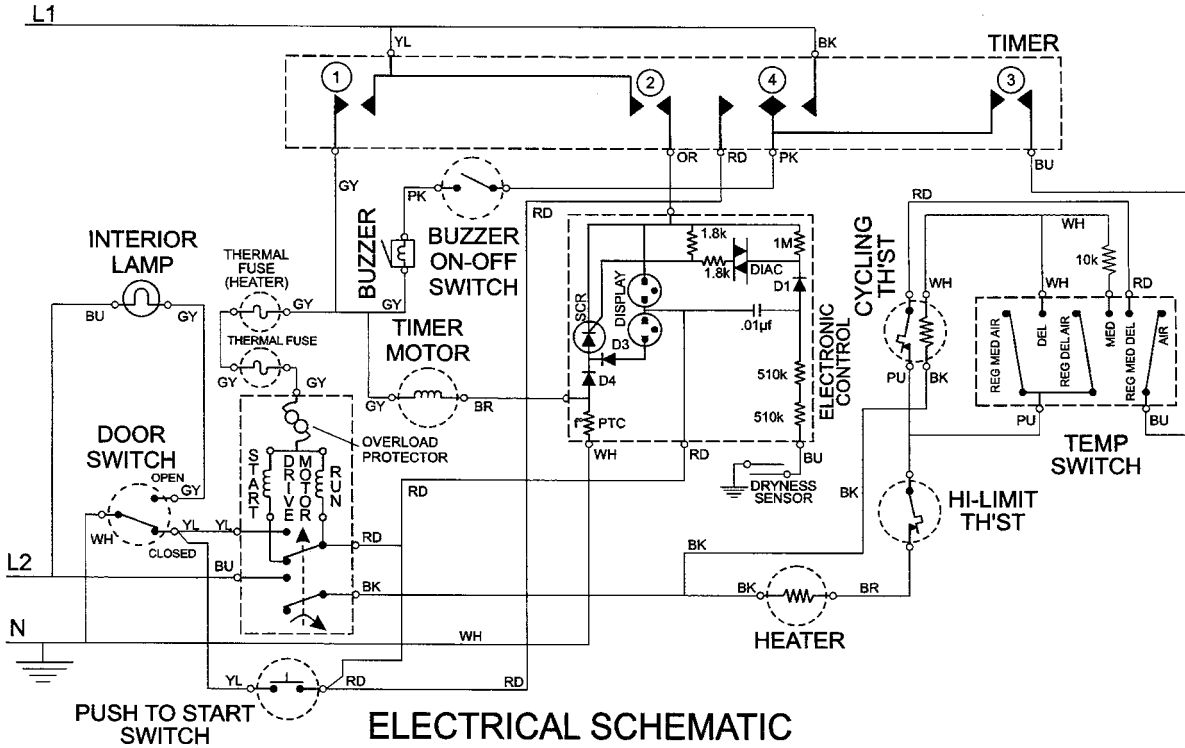 L1
YL
BK
TIMER
1
2
4
3
OR
RD
PK
BU
GY
PK
RD
RD
BUZZER
BUZZER
ON-OFF
SWITCH
INTERIOR
LAMP
BU
GY
THERMAL
FUSE
(HEATER)
GY
GY
THERMAL FUSE
GY
GY
TIMER
MOTOR
GY
BR
SCR
DISPLAY
1.8k
1.8k
DIAC
1M
D1
.01µf
D3
D4
510k
510k
PTC
ELECTRONIC
CONTROL
WH
RD
BU
DRYNESS
SENSOR
CYCLING
TH'ST
WH
WH
WH
10k
RD
PU
BK
REG MED AIR
DEL
REG DEL AIR
MED
REG MED DEL
AIR
PU
BU
TEMP
SWITCH
OVERLOAD
PROTECTOR
START
DRIVE
MOTOR
RUN
DOOR
SWITCH
OPEN
GY
WH
YL
YL
CLOSED
RD
RD
BK
BK
HI-LIMIT
TH'ST
L2
BU
BK
BK
BR
HEATER
N
WH
YL
RD
RD
PUSH TO START
SWITCH
ELECTRICAL SCHEMATIC